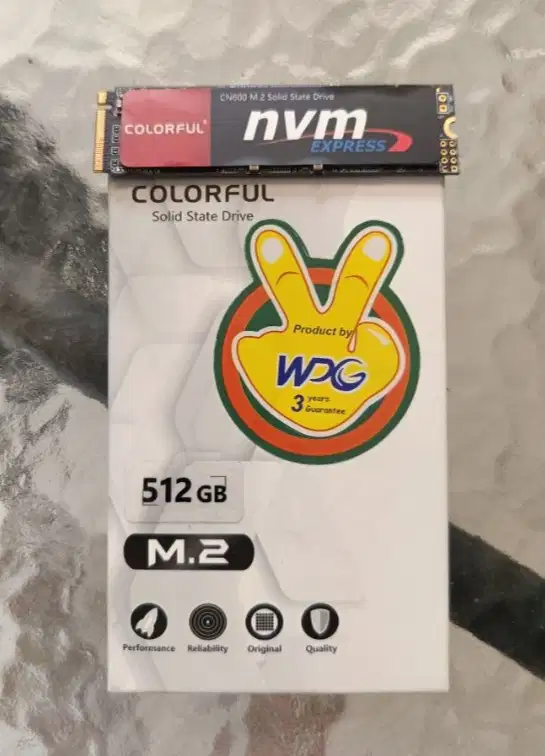 CN600 M.2 Solid State Drive
COLORFUL®
nvm
EXPRESS
COLORFUL
Solid State Drive
Product by
WDG
3 years
Guarantee
512 GB
M.2
Performance Reliability Original Quality